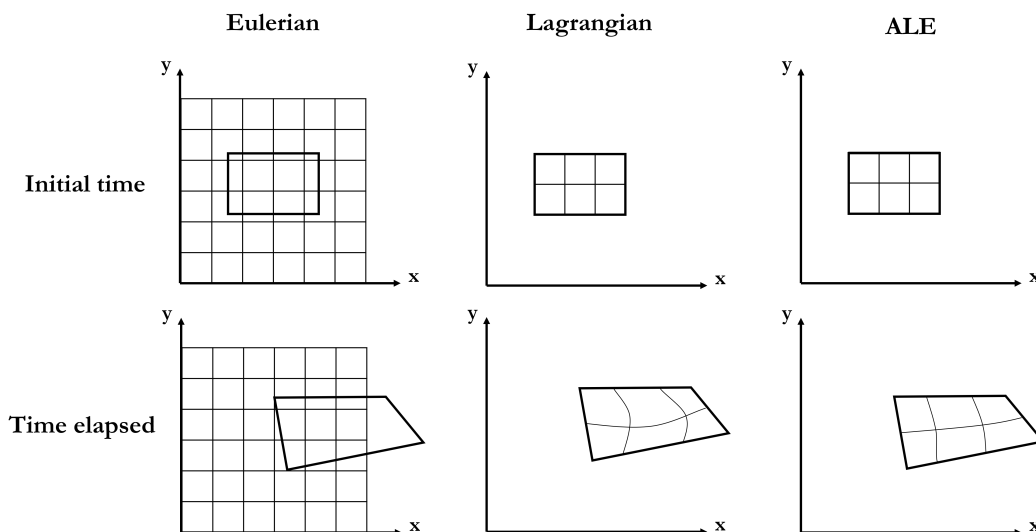 Eulerian Lagrangian ALE
y y y
Initial time
x x x
y y y
Time elapsed
x x x